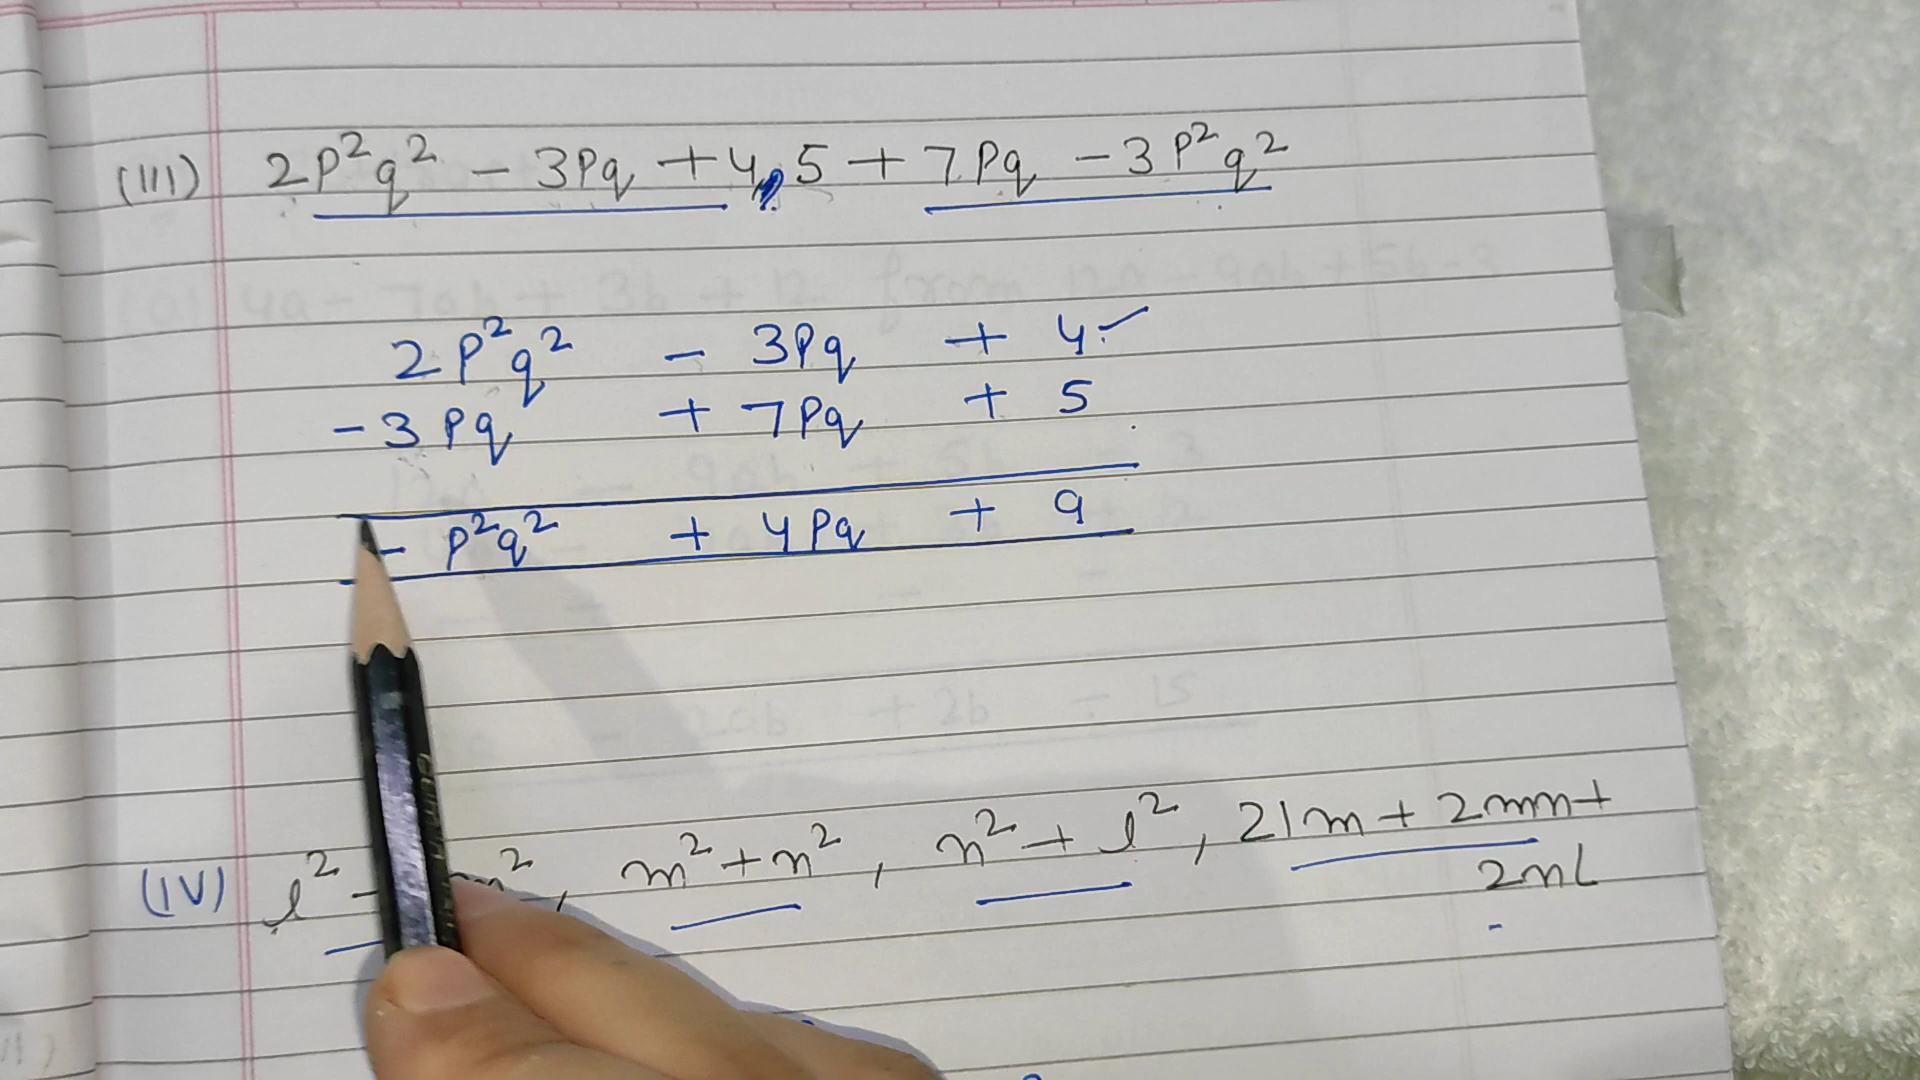 (III) 2P²q² - 3Pq + 4, 5 + 7Pq - 3P²q²
2P²q² - 3Pq + 4
- 3Pq + 7Pq + 5
- P²q² + 4Pq + 9
(IV) l² - m², m² + n², n² + l², 2lm + 2mn +
2nl